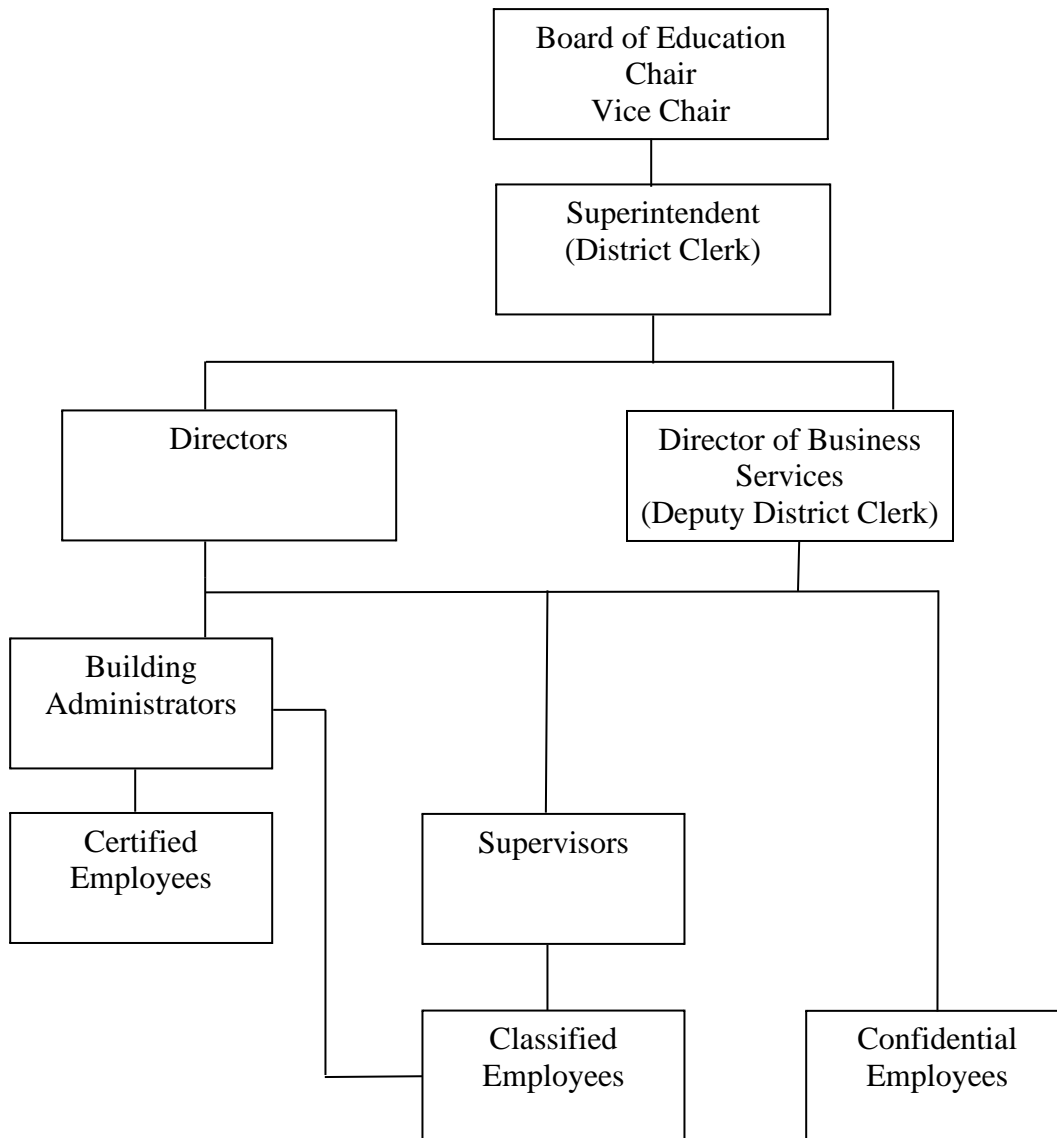 Board of Education
Chair
Vice Chair
Superintendent
(District Clerk)
Directors
Director of Business
Services
(Deputy District Clerk)
Building
Administrators
Certified
Employees
Supervisors
Classified
Employees
Confidential
Employees